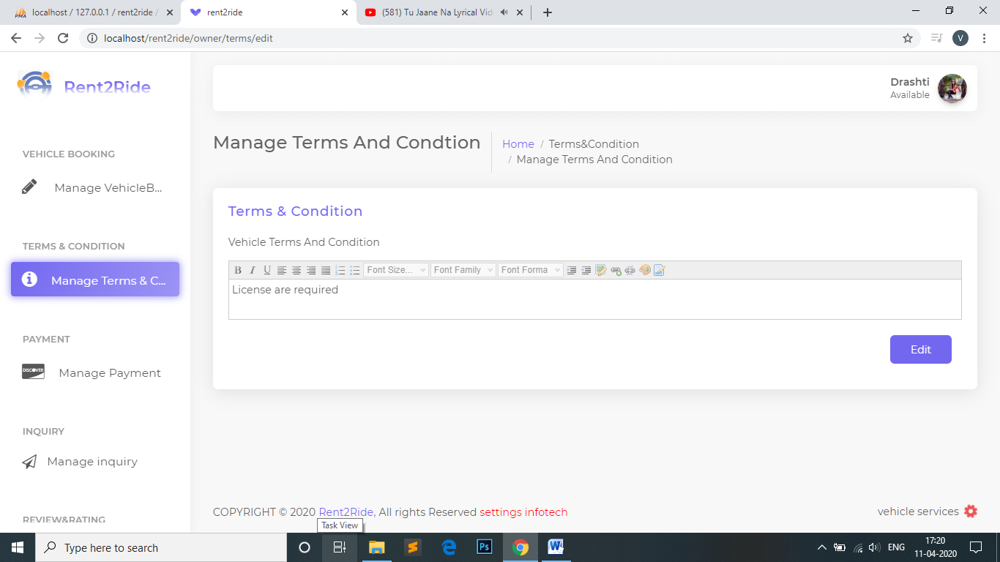 localhost / 127.0.0.1 / rent2ride /
rent2ride
(581) Tu Jaane Na Lyrical Vid
localhost/rent2ride/owner/terms/edit
V
Rent2Ride
Drashti
Available
Manage Terms And Condtion
Home / Terms&Condition
/ Manage Terms And Condition
VEHICLE BOOKING
Manage VehicleB...
TERMS & CONDITION
Manage Terms & C...
PAYMENT
DISCOVER
Manage Payment
INQUIRY
Manage inquiry
REVIEW&RATING
Terms & Condition
Vehicle Terms And Condition
B I U Font Size... Font Family Font Forma
License are required
Edit
COPYRIGHT © 2020 Rent2Ride, All rights Reserved settings infotech
vehicle services
Task View
Type here to search
Ps
W
ENG
17:20
11-04-2020